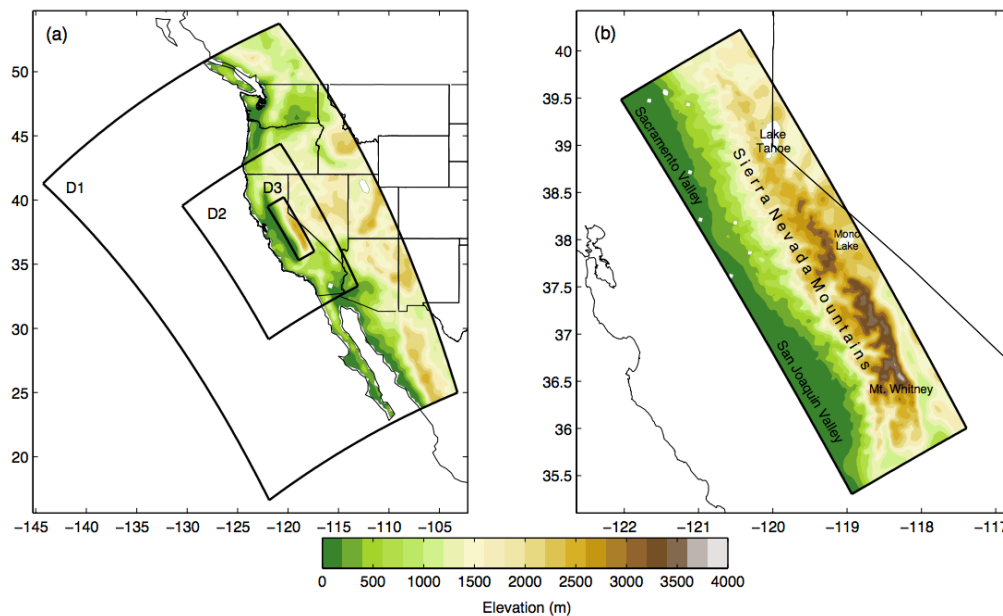 (a)
D1
D2
D3
50
45
40
35
30
25
20
−145 −140 −135 −130 −125 −120 −115 −110 −105
(b)
Sacramento Valley
Lake
Tahoe
Sierra Nevada Mountains
Mono
Lake
San Joaquin Valley
Mt. Whitney
40
39.5
39
38.5
38
37.5
37
36.5
36
35.5
−122 −121 −120 −119 −118 −117
0 500 1000 1500 2000 2500 3000 3500 4000
Elevation (m)